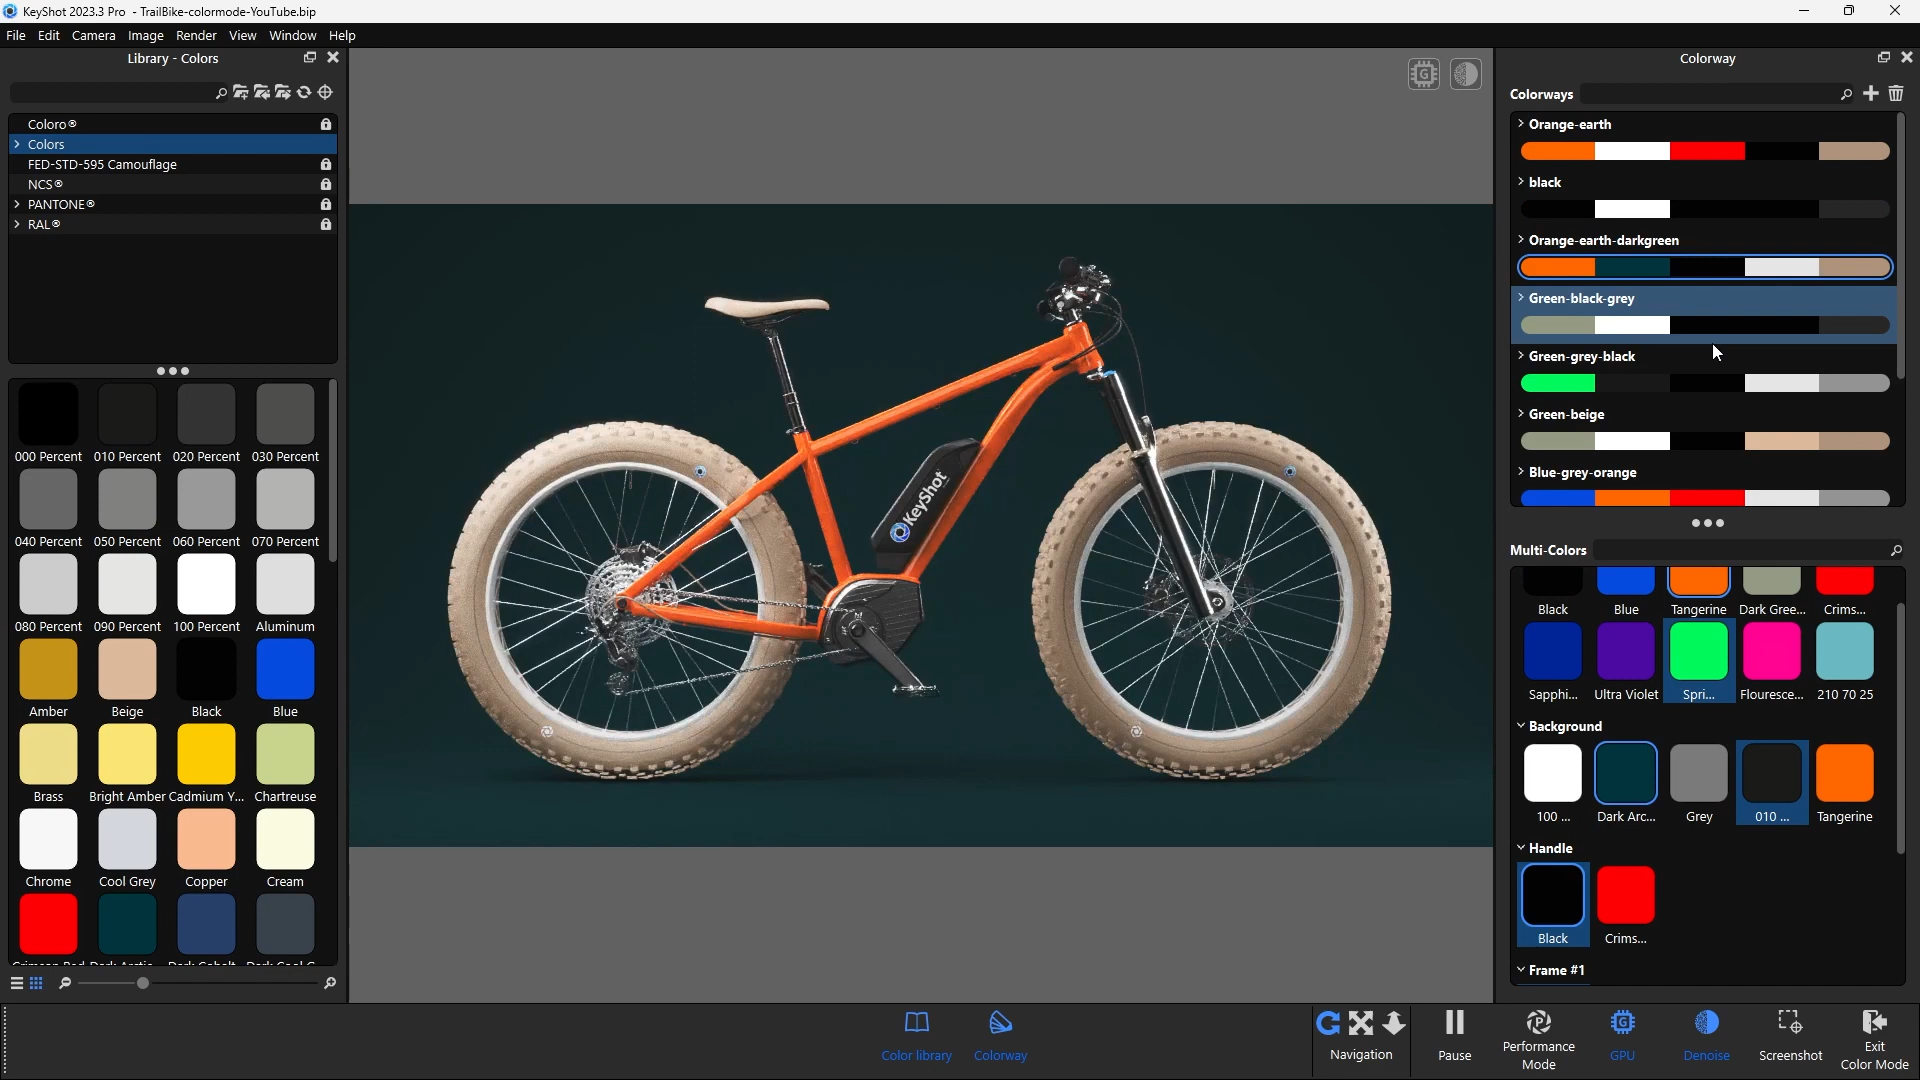 KeyShot 2023.3 Pro - TrailBike-colormode-YouTube.bip
File Edit Camera Image Render View Window Help
Library - Colors
Coloro®
Colors
FED-STD-595 Camouflage
NCS®
PANTONE®
RAL®
000 Percent 010 Percent 020 Percent 030 Percent
040 Percent 050 Percent 060 Percent 070 Percent
080 Percent 090 Percent 100 Percent Aluminum
Amber Beige Black Blue
Brass Bright Amber Cadmium Y... Chartreuse
Chrome Cool Grey Copper Cream
KeyShot
Colorway
Colorways
Orange-earth
black
Orange-earth-darkgreen
Green-black-grey
Green-grey-black
Green-beige
Blue-grey-orange
Multi-Colors
Black Blue Tangerine Dark Gree... Crims...
Sapphi... Ultra Violet Spri... Flouresce... 210 70 25
Background
100 ... Dark Arc... Grey 010 ... Tangerine
Handle
Black Crims...
Frame #1
Color library Colorway
Navigation
Pause
Performance
Mode
GPU
Denoise
Screenshot
Exit
Color Mode